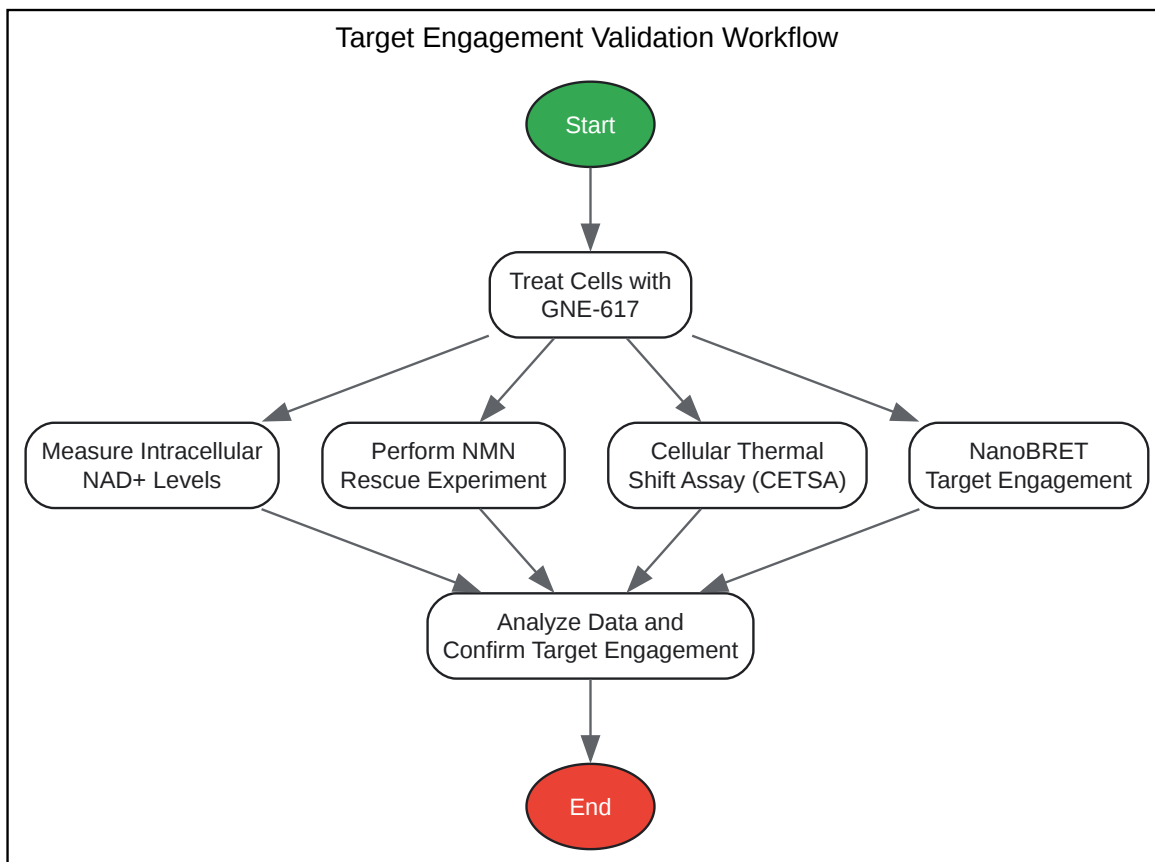 Target Engagement Validation Workflow
Start
Treat Cells with
GNE-617
Measure Intracellular
NAD+ Levels
Perform NMN
Rescue Experiment
Cellular Thermal
Shift Assay (CETSA)
NanoBRET
Target Engagement
Analyze Data and
Confirm Target Engagement
End